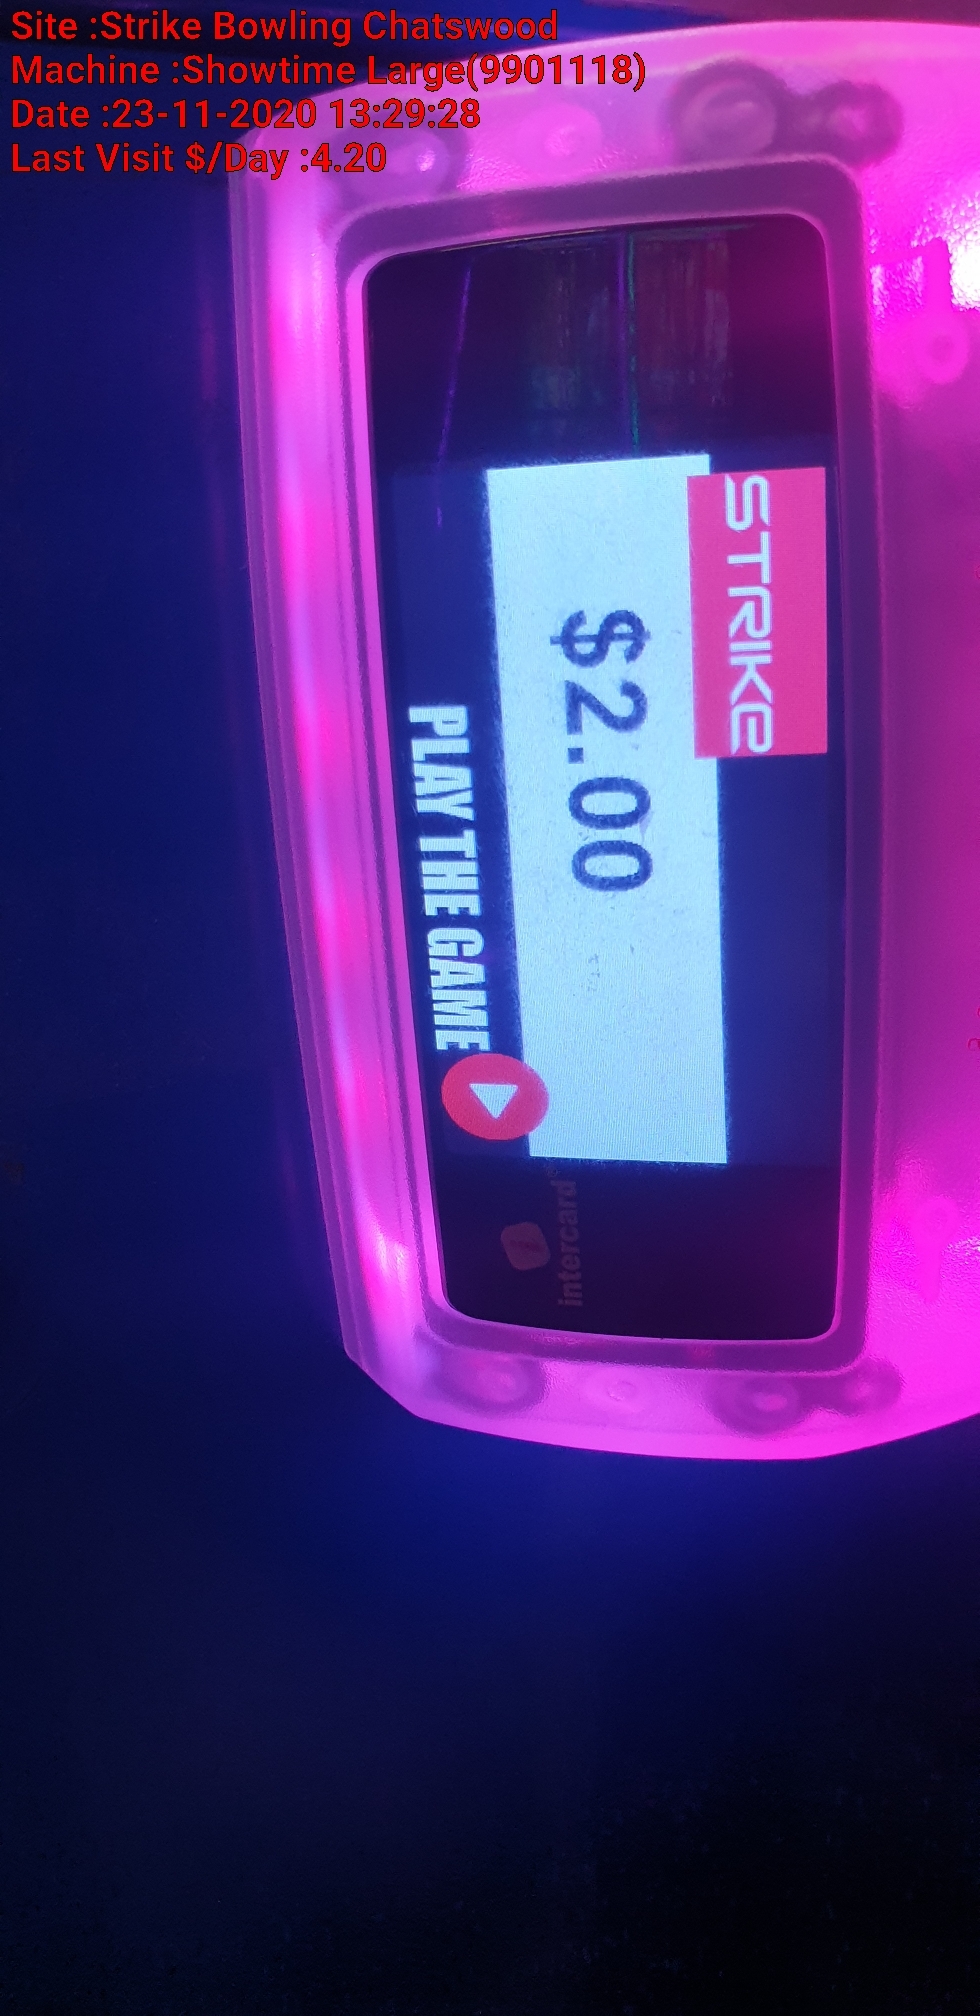 Site :Strike Bowling Chatswood
Machine :Showtime Large(9901118)
Date :23-11-2020 13:29:28
Last Visit $/Day :4.20
STRIKE
$2.00
PLAY THE GAME
intercard